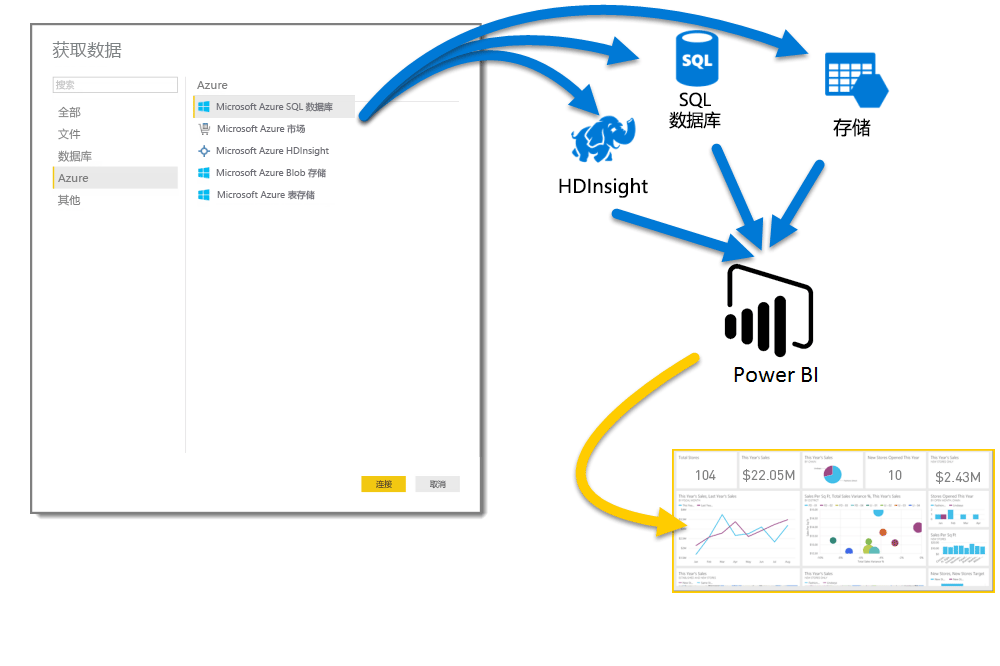 获取数据
搜索
全部
文件
数据库
Azure
其他
Azure
Microsoft Azure SQL 数据库
Microsoft Azure 市场
Microsoft Azure HDInsight
Microsoft Azure Blob 存储
Microsoft Azure 表存储
连接
取消
HDInsight
SQL
SQL
数据库
存储
Power BI
Total Stores
104
This Year's Sales
$22.05M
This Year's Sales
New Stores Opened This Year
10
This Year's Sales
$2.43M
This Year's Sales, Last Year's Sales
Sales Per Sq Ft, Total Sales Variance %, This Year's Sales
Stores Opened This Year
Sales Per Sq Ft
This Year's Sales
This Year's Sales
New Stores, New Stores Target